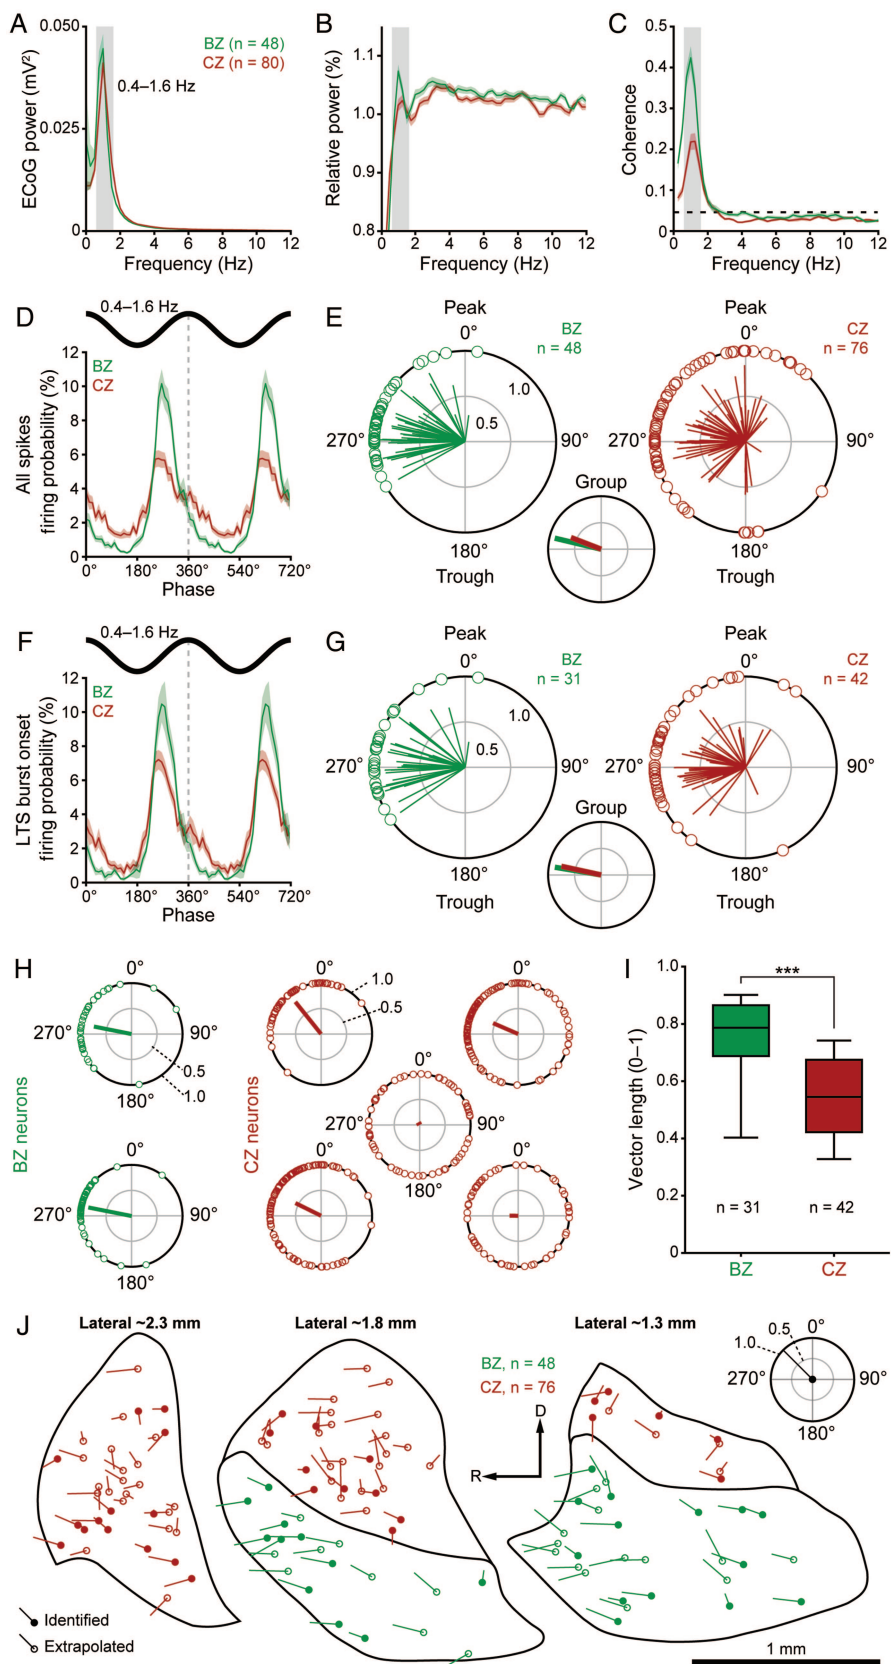 A
ECoG power (mV²)
0.050
0.025
0
BZ (n = 48)
CZ (n = 80)
0.4–1.6 Hz
0 2 4 6 8 10 12
Frequency (Hz)
B
Relative power (%)
1.1
1.0
0.9
0.8
0 2 4 6 8 10 12
Frequency (Hz)
C
Coherence
0.5
0.4
0.3
0.2
0.1
0
0 2 4 6 8 10 12
Frequency (Hz)
D
0.4–1.6 Hz
All spikes
firing probability (%)
12
10
8
6
4
2
0
BZ
CZ
0° 180° 360° 540° 720°
Phase
E
Peak
0°
BZ
n = 48
1.0
0.5
270°
90°
180°
Trough
Group
Peak
0°
CZ
n = 76
270°
90°
180°
Trough
F
0.4–1.6 Hz
LTS burst onset
firing probability (%)
12
10
8
6
4
2
0
BZ
CZ
0° 180° 360° 540° 720°
Phase
G
Peak
0°
BZ
n = 31
1.0
0.5
270°
90°
180°
Trough
Group
Peak
0°
CZ
n = 42
270°
90°
180°
Trough
H
BZ neurons
0°
270°
90°
0.5
1.0
180°
0°
270°
90°
180°
CZ neurons
0°
1.0
0.5
0°
0°
270°
90°
180°
0°
0°
I
Vector length (0–1)
1.0
0.8
0.6
0.4
0.2
0
***
n = 31
n = 42
BZ
CZ
J
Lateral ~2.3 mm
Lateral ~1.8 mm
Lateral ~1.3 mm
BZ, n = 48
CZ, n = 76
D
R
0.5
1.0
0°
270°
90°
180°
Identified
Extrapolated
1 mm